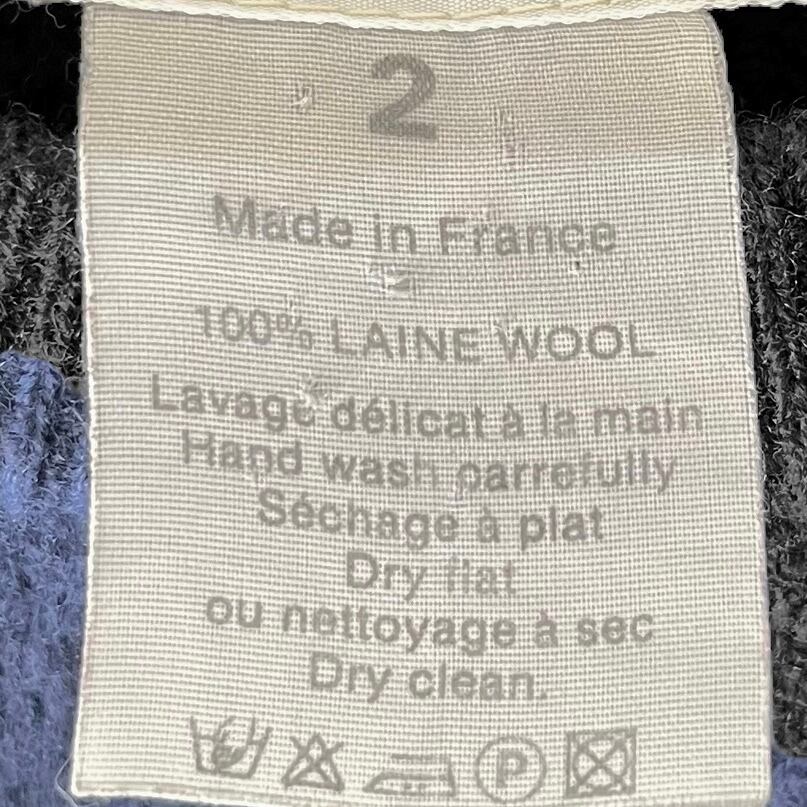 2
Made in France
100% LAINE WOOL
Lavage délicat à la main
Hand wash parrefully
Séchage à plat
Dry flat
ou nettoyage à sec
Dry clean.
P